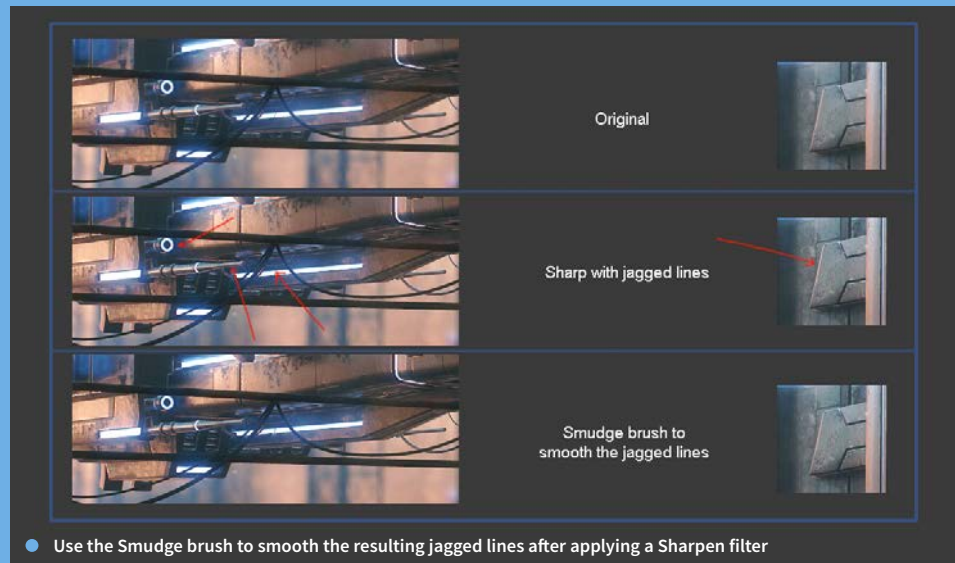 Original
Sharp with jagged lines
Smudge brush to
smooth the jagged lines
Use the Smudge brush to smooth the resulting jagged lines after applying a Sharpen filter